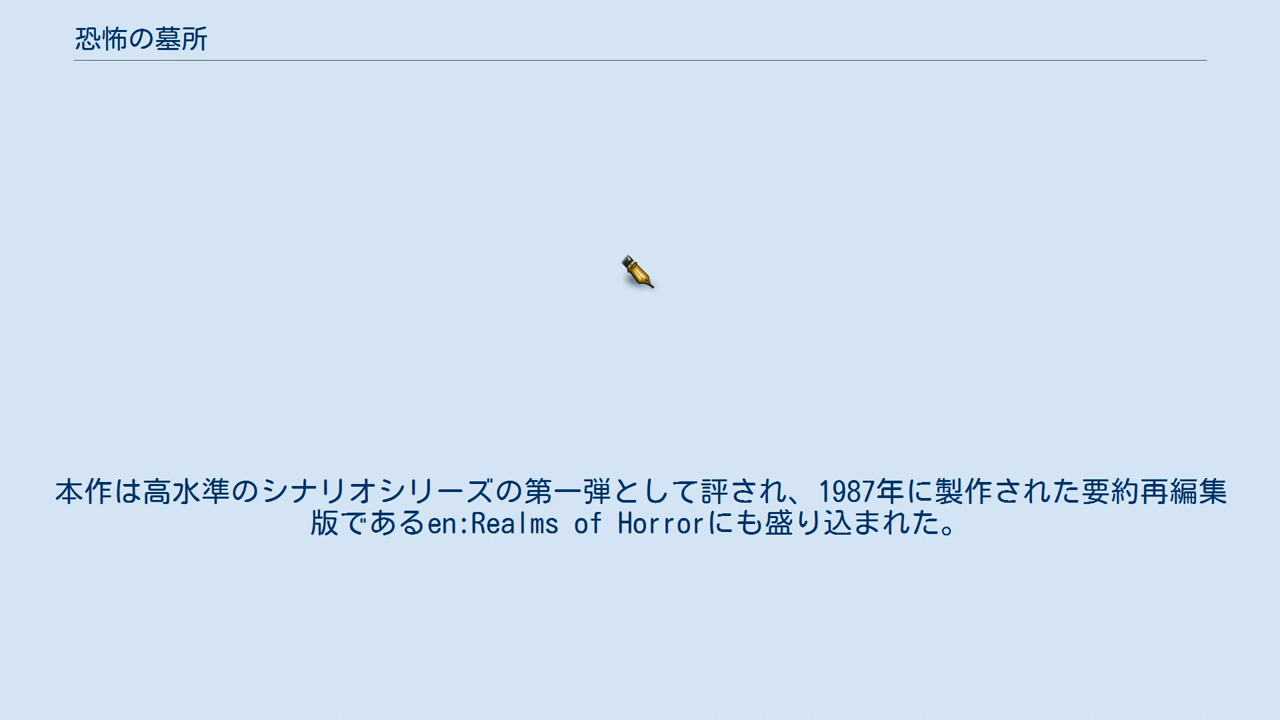 恐怖の墓所
本作は高水準のシナリオシリーズの第一弾として評され、1987年に製作された要約再編集
版であるen:Realms of Horrorにも盛り込まれた。